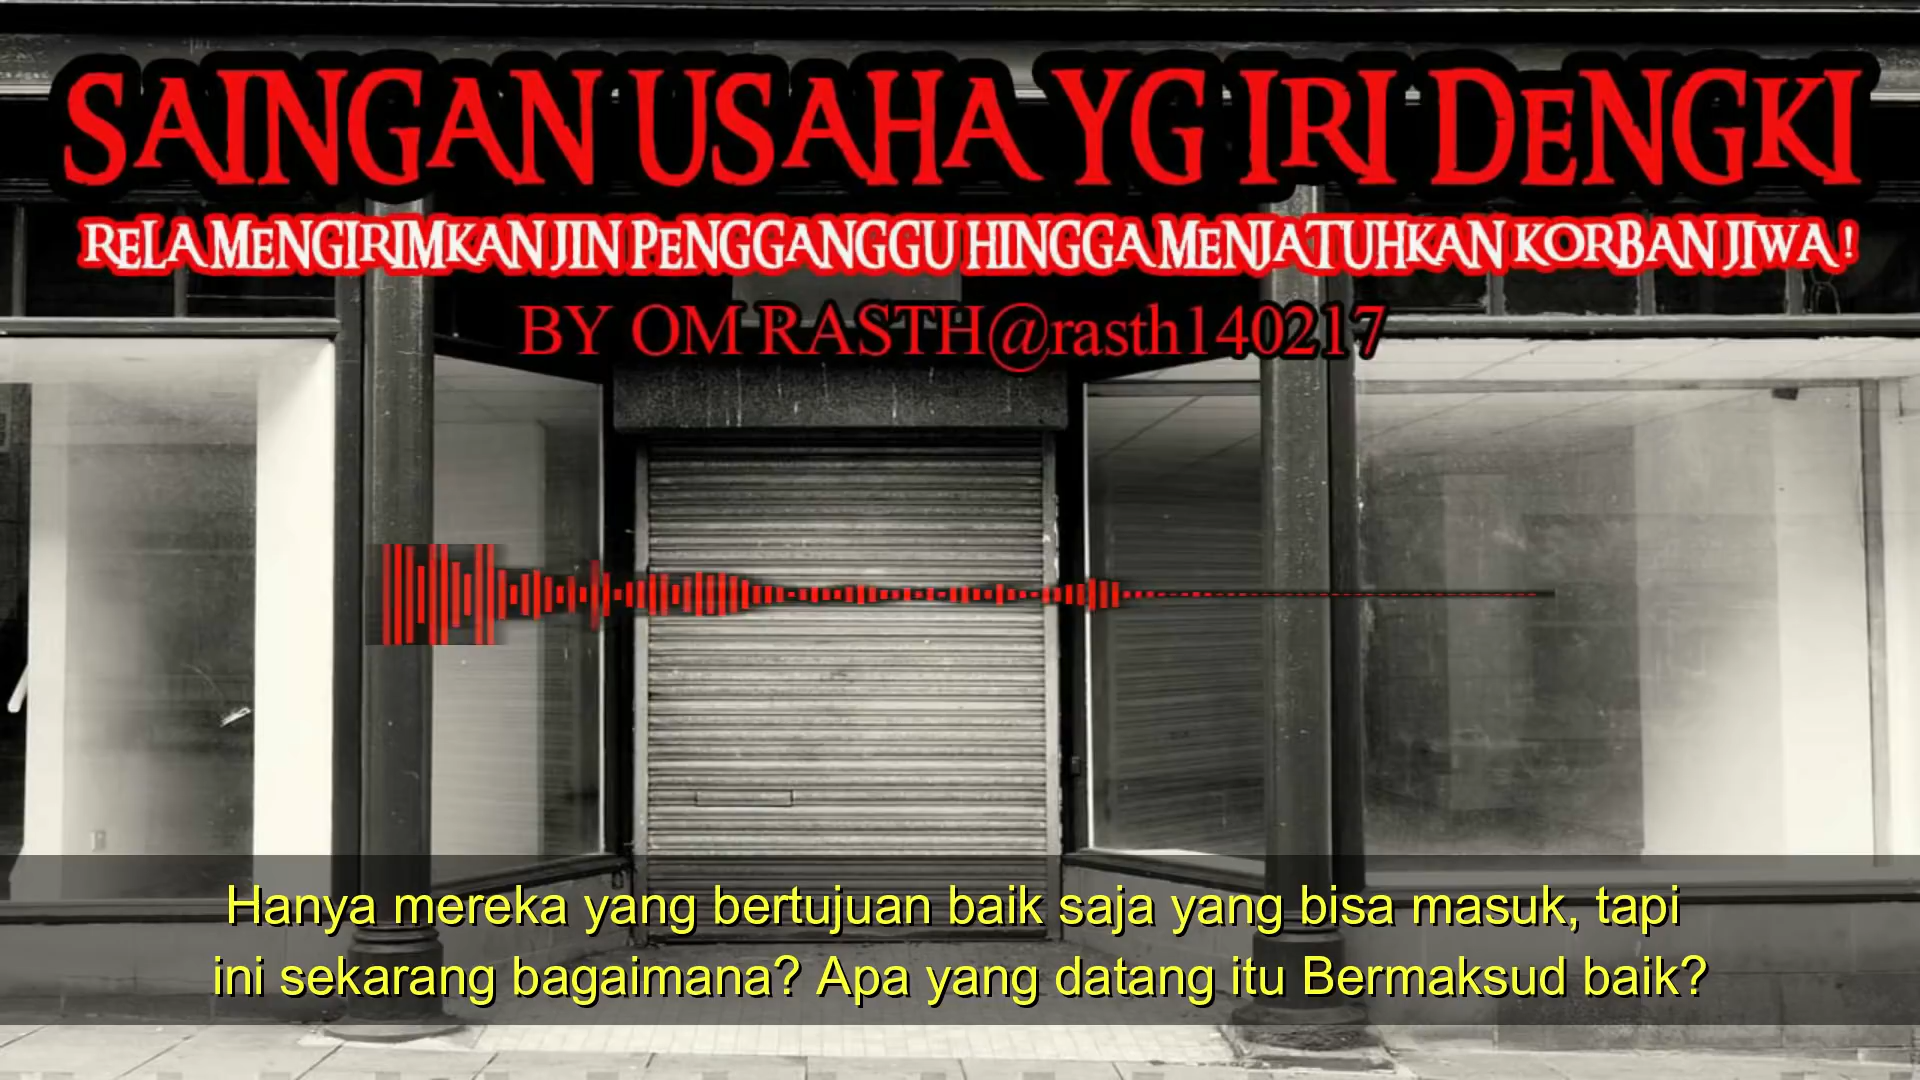 SAINGAN USAHA YG IRI DeNGKI
ReLA MeNGIRIMKAN JIN PeNGGANGGU HINGGA MeNJATUHKAN KORBAN JIWA !
BY OM RASTH@rasth140217
Hanya mereka yang bertujuan baik saja yang bisa masuk, tapi
ini sekarang bagaimana? Apa yang datang itu Bermaksud baik?